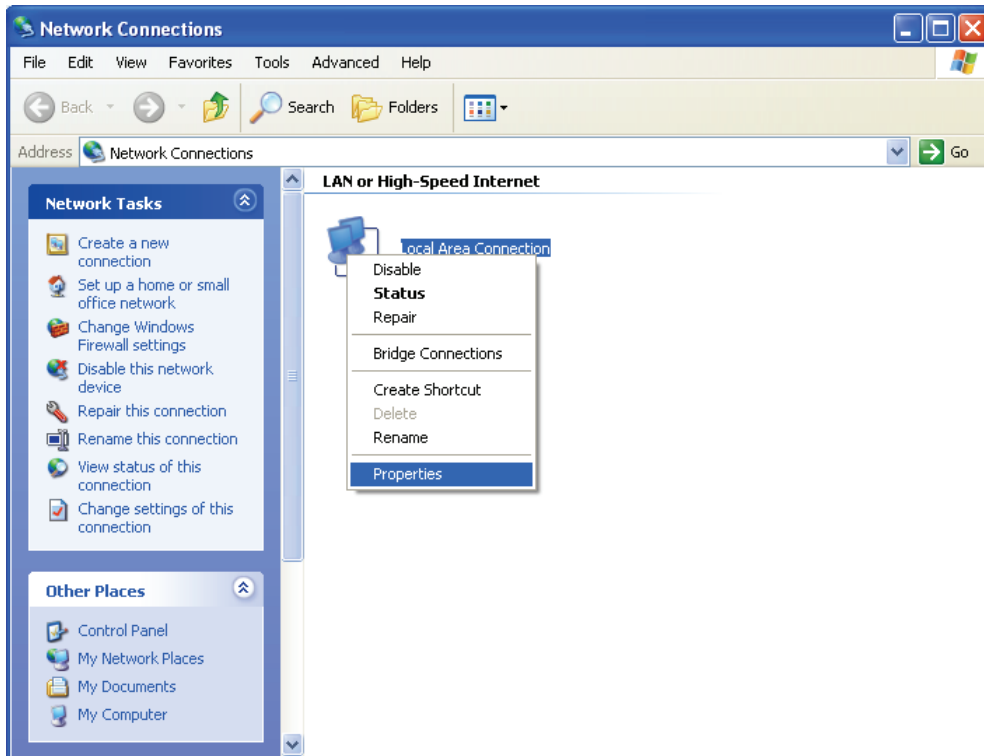 Network Connections
File Edit View Favorites Tools Advanced Help
Back Search Folders
Address Network Connections Go
Network Tasks
Create a new
connection
Set up a home or small
office network
Change Windows
Firewall settings
Disable this network
device
Repair this connection
Rename this connection
View status of this
connection
Change settings of this
connection
Other Places
Control Panel
My Network Places
My Documents
My Computer
LAN or High-Speed Internet
Local Area Connection
Disable
Status
Repair
Bridge Connections
Create Shortcut
Delete
Rename
Properties